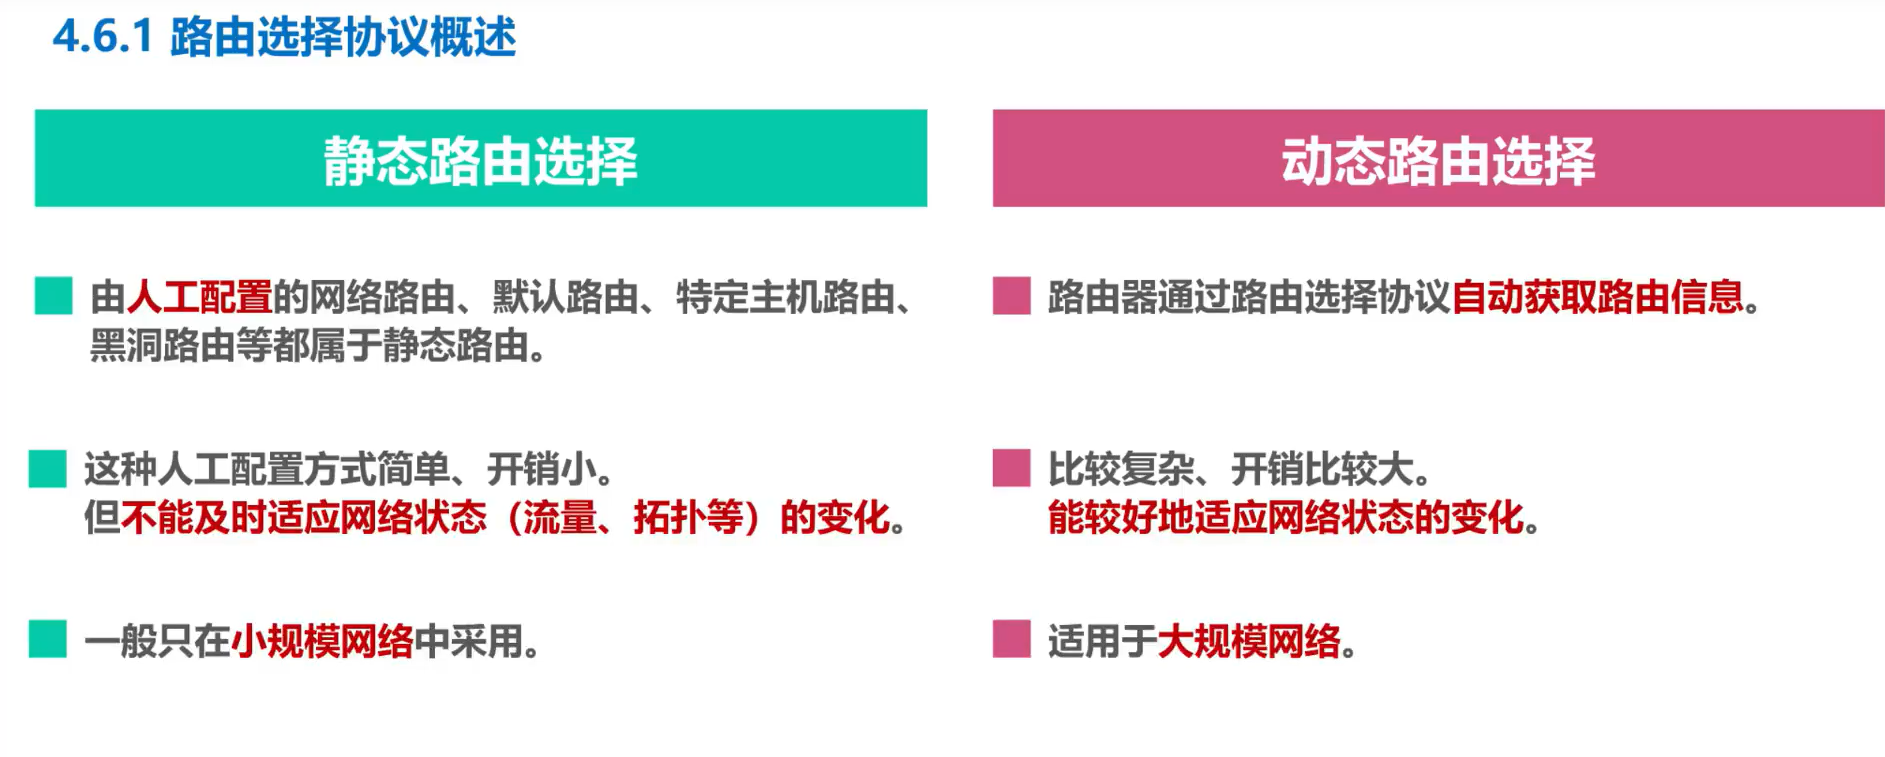 4.6.1 路由选择协议概述
静态路由选择
由人工配置的网络路由、默认路由、特定主机路由、
黑洞路由等都属于静态路由。
这种人工配置方式简单、开销小。
但不能及时适应网络状态（流量、拓扑等）的变化。
一般只在小规模网络中采用。
动态路由选择
路由器通过路由选择协议自动获取路由信息。
比较复杂、开销比较大。
能较好地适应网络状态的变化。
适用于大规模网络。